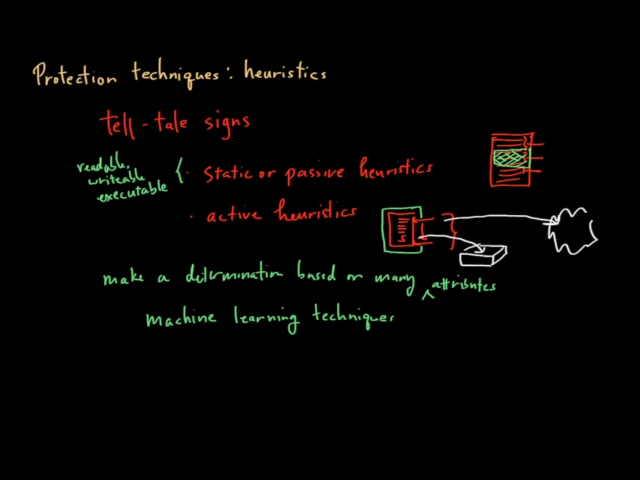 Protection techniques: heuristics
tell-tale signs
readable,
writeable
executable
· Static or passive heuristics
· active heuristics
make a determination based on many attributes
machine learning techniques